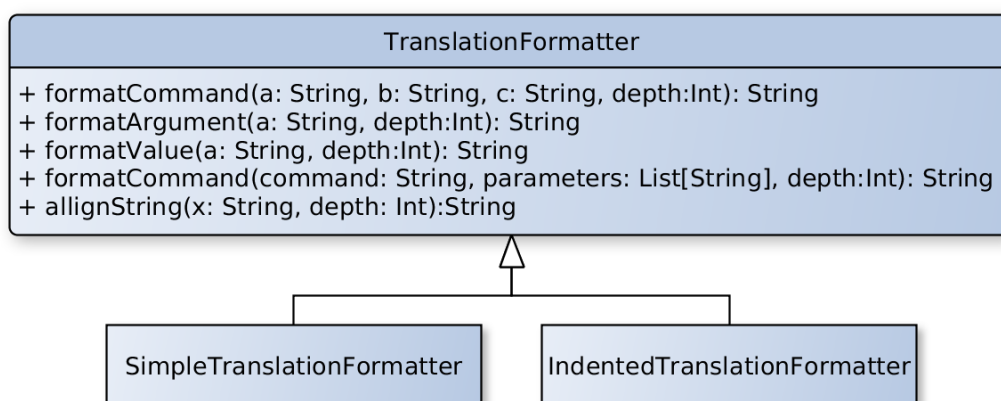 TranslationFormatter
+ formatCommand(a: String, b: String, c: String, depth:Int): String
+ formatArgument(a: String, depth:Int): String
+ formatValue(a: String, depth:Int): String
+ formatCommand(command: String, parameters: List[String], depth:Int): String
+ allignString(x: String, depth: Int):String
SimpleTranslationFormatter
IndentedTranslationFormatter